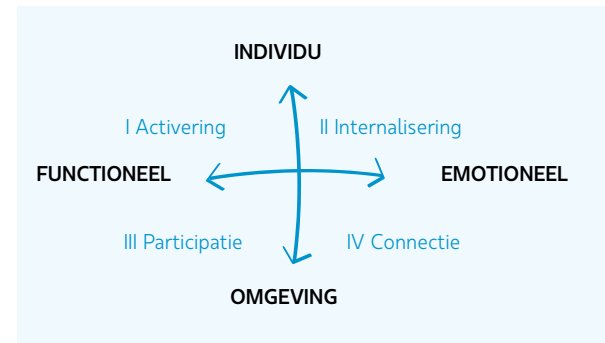 INDIVIDU
I Activering
II Internalisering
FUNCTIONEEL
EMOTIONEEL
III Participatie
IV Connectie
OMGEVING